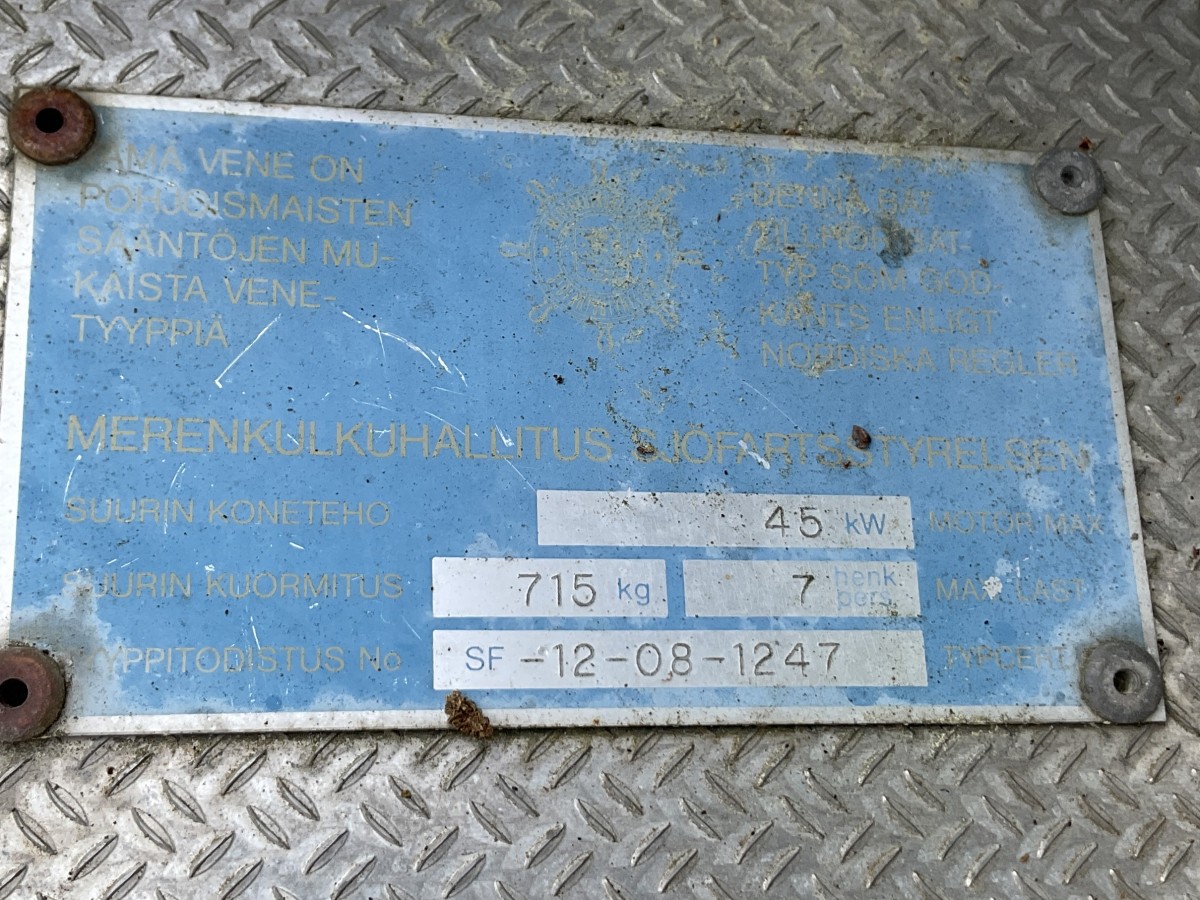 TÄMÄ VENE ON
POHJOISMAISTEN
SÄÄNTÖJEN MU-
KAISTA VENE-
TYYPPIÄ
DENNA BÅT
TILLHÖR BÅT-
TYP SOM GOD-
KÄNTS ENLIGT
NORDISKA REGLER
MERENKULKUHALLITUS SJÖFARTSSTYRELSEN
SUURIN KONETEHO 45 kW MOTOR MAX
SUURIN KUORMITUS 715 kg 7 henk. pers. MAX LAST
TYYPPITODISTUS No SF -12-08-1247 TYPCERT